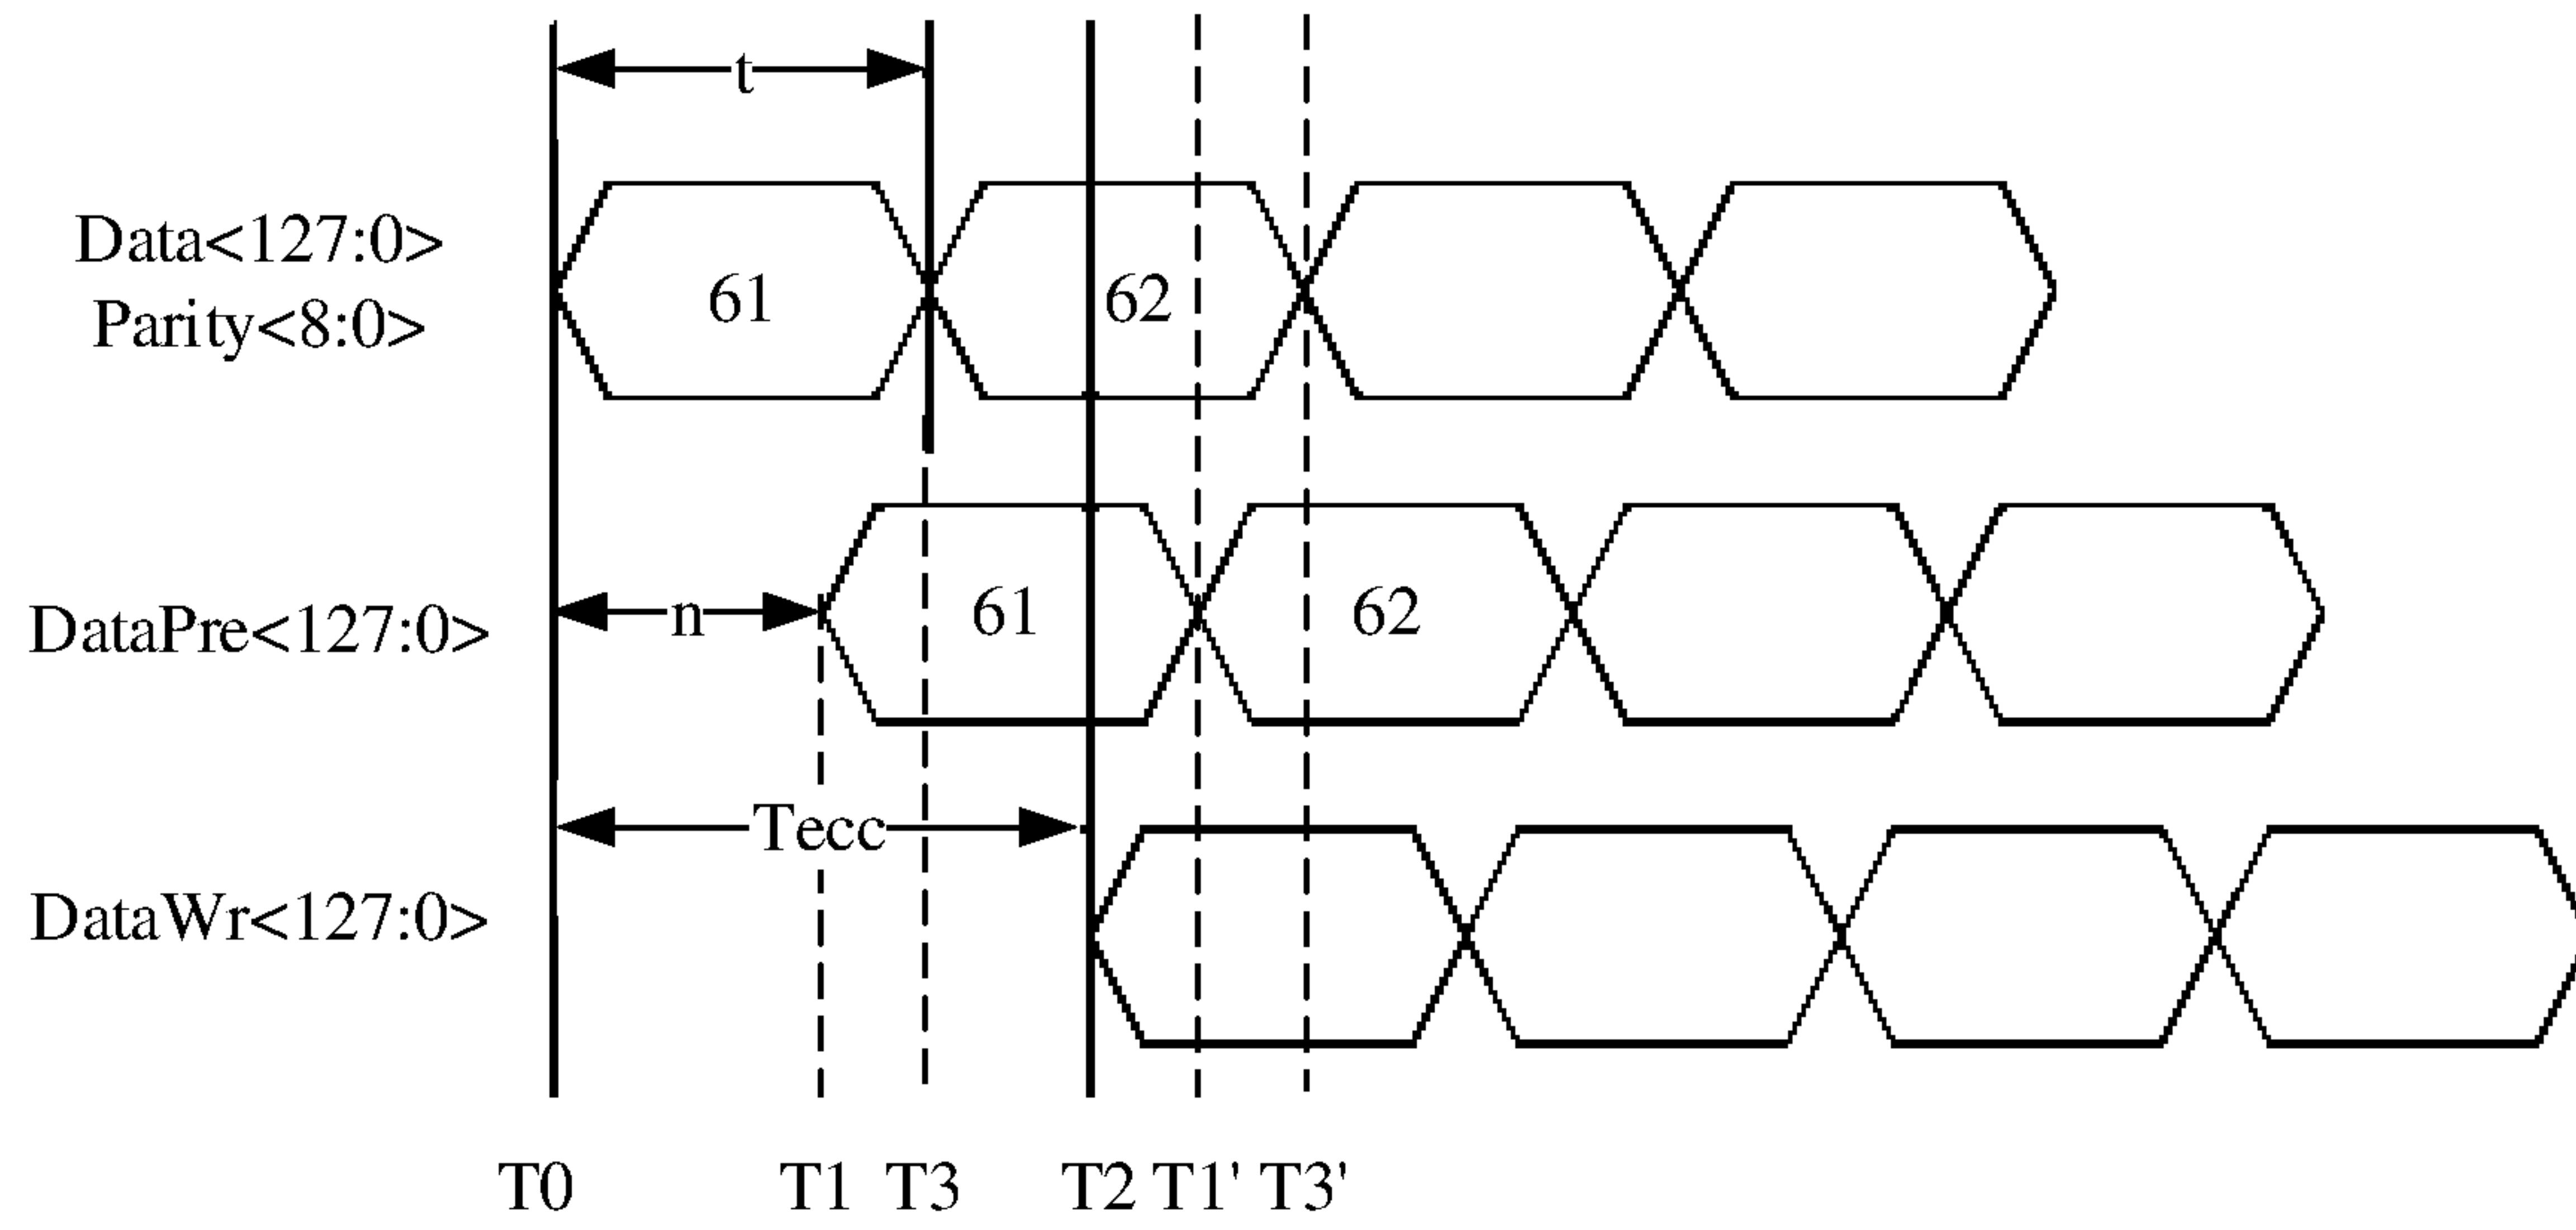 t
Data<127:0>
Parity<8:0>
61
62
DataPre<127:0>
n
61
62
Tecc
DataWr<127:0>
T0 T1 T3 T2 T1' T3'